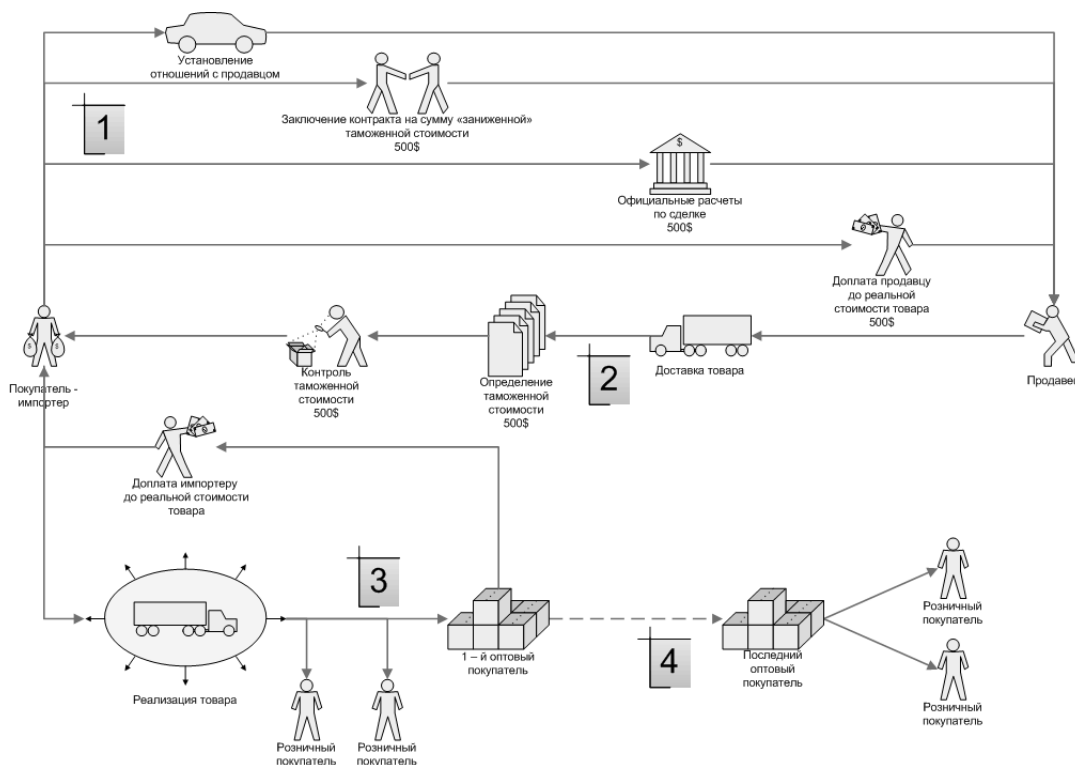 Установление
отношений с продавцом
1
Заключение контракта на сумму «заниженной»
таможенной стоимости
500$
$
Официальные расчеты
по сделке
500$
Доплата продавцу
до реальной
стоимости товара
500$
Покупатель -
импортер
Контроль
таможенной
стоимости
500$
Определение
таможенной
стоимости
500$
2
Доставка товара
Продавец
Доплата импортеру
до реальной стоимости
товара
3
Реализация товара
Розничный
покупатель
Розничный
покупатель
1 – й оптовый
покупатель
4
Последний
оптовый
покупатель
Розничный
покупатель
Розничный
покупатель